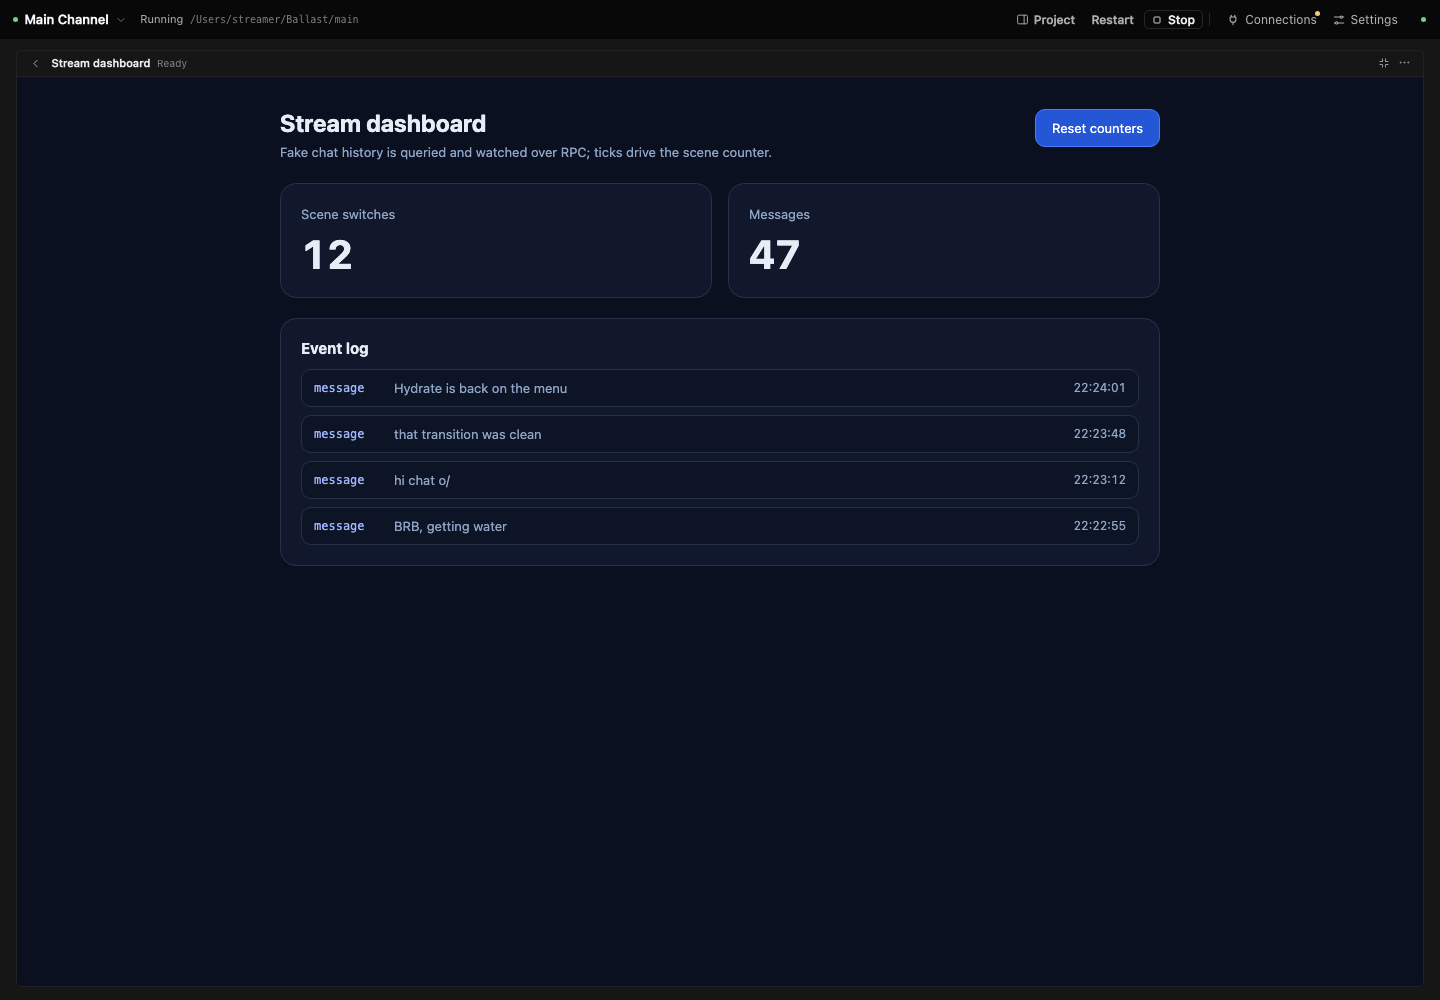 Main Channel
Running /Users/streamer/Ballast/main
Project
Restart
Stop
Connections
Settings
Stream dashboard Ready
Stream dashboard
Fake chat history is queried and watched over RPC; ticks drive the scene counter.
Reset counters
Scene switches
12
Messages
47
Event log
message Hydrate is back on the menu 22:24:01
message that transition was clean 22:23:48
message hi chat o/ 22:23:12
message BRB, getting water 22:22:55